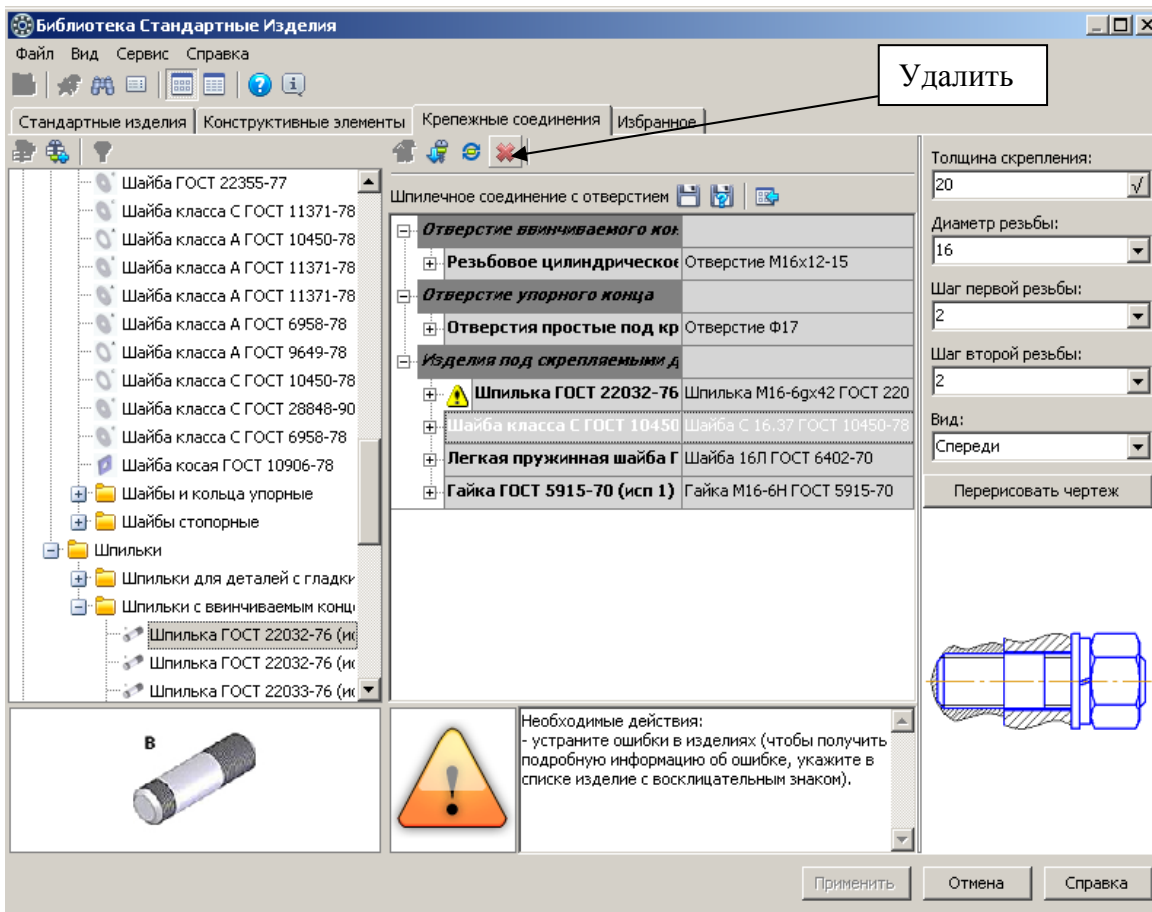 Библиотека Стандартные Изделия
Файл Вид Сервис Справка
Удалить
Стандартные изделия Конструктивные элементы Крепежные соединения Избранное
Шайба ГОСТ 22355-77
Шайба класса С ГОСТ 11371-78
Шайба класса А ГОСТ 10450-78
Шайба класса А ГОСТ 11371-78
Шайба класса А ГОСТ 11371-78
Шайба класса А ГОСТ 6958-78
Шайба класса А ГОСТ 9649-78
Шайба класса С ГОСТ 10450-78
Шайба класса С ГОСТ 28848-90
Шайба класса С ГОСТ 6958-78
Шайба косая ГОСТ 10906-78
Шайбы и кольца упорные
Шайбы стопорные
Шпильки
Шпильки для деталей с гладки
Шпильки с ввинчиваемым конц
Шпилька ГОСТ 22032-76 (ис
Шпилька ГОСТ 22032-76 (ис
Шпилька ГОСТ 22033-76 (ис
В
Шпилечное соединение с отверстием
Отверстие ввинчиваемого кон
Резьбовое цилиндрическое Отверстие М16х12-15
Отверстие упорного конца
Отверстия простые под кр Отверстие Ф17
Изделия под скрепляемыми д
Шпилька ГОСТ 22032-76 Шпилька М16-6gx42 ГОСТ 220
Шайба класса С ГОСТ 10450 Шайба С 16.37 ГОСТ 10450-78
Легкая пружинная шайба Г Шайба 16Л ГОСТ 6402-70
Гайка ГОСТ 5915-70 (исп 1) Гайка М16-6Н ГОСТ 5915-70
Необходимые действия:
- устраните ошибки в изделиях (чтобы получить
подробную информацию об ошибке, укажите в
списке изделие с восклицательным знаком).
Толщина скрепления:
20
Диаметр резьбы:
16
Шаг первой резьбы:
2
Шаг второй резьбы:
2
Вид:
Спереди
Перерисовать чертеж
Применить Отмена Справка